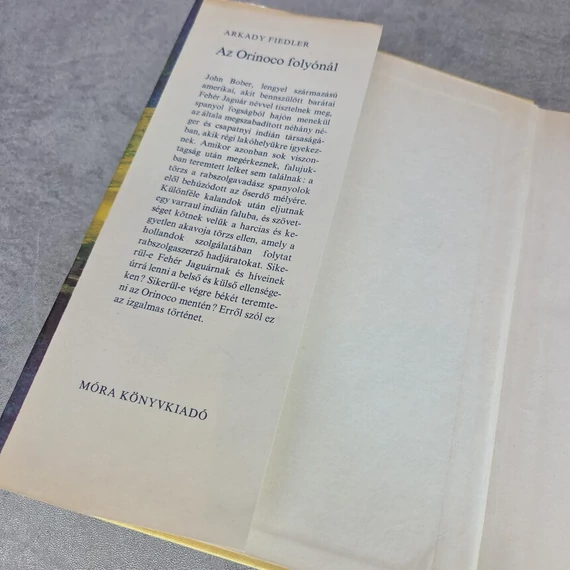 ARKADY FIEDLER
Az Orinoco folyónál
John Bober, lengyel származású
amerikai, akit bennszülött barátai
Fehér Jaguár névvel tisztelnek meg,
spanyol fogságból hajón menekül
az általa megszabadított néhány né-
ger és csapatnyi indián társaságá-
ban, akik régi lakóhelyükre igyekez-
nek. Amikor azonban sok viszon-
tagság után megérkeznek, falujuk-
ban teremtett lelket sem találnak: a
törzs a rabszolgavadász spanyolok
elől behúzódott az őserdő mélyére.
Különféle kalandok után eljutnak
egy varraul indián faluba, és szövet-
séget kötnek velük a harcias és ke-
gyetlen akavoja törzs ellen, amely a
hollandok szolgálatában folytat
rabszolgaszerző hadjáratokat. Sike-
rül-e Fehér Jaguárnak és híveinek
úrrá lenni a belső és külső ellensége-
ken? Sikerül-e végre békét teremte-
ni az Orinoco mentén? Erről szól ez
az izgalmas történet.
MÓRA KÖNYVKIADÓ